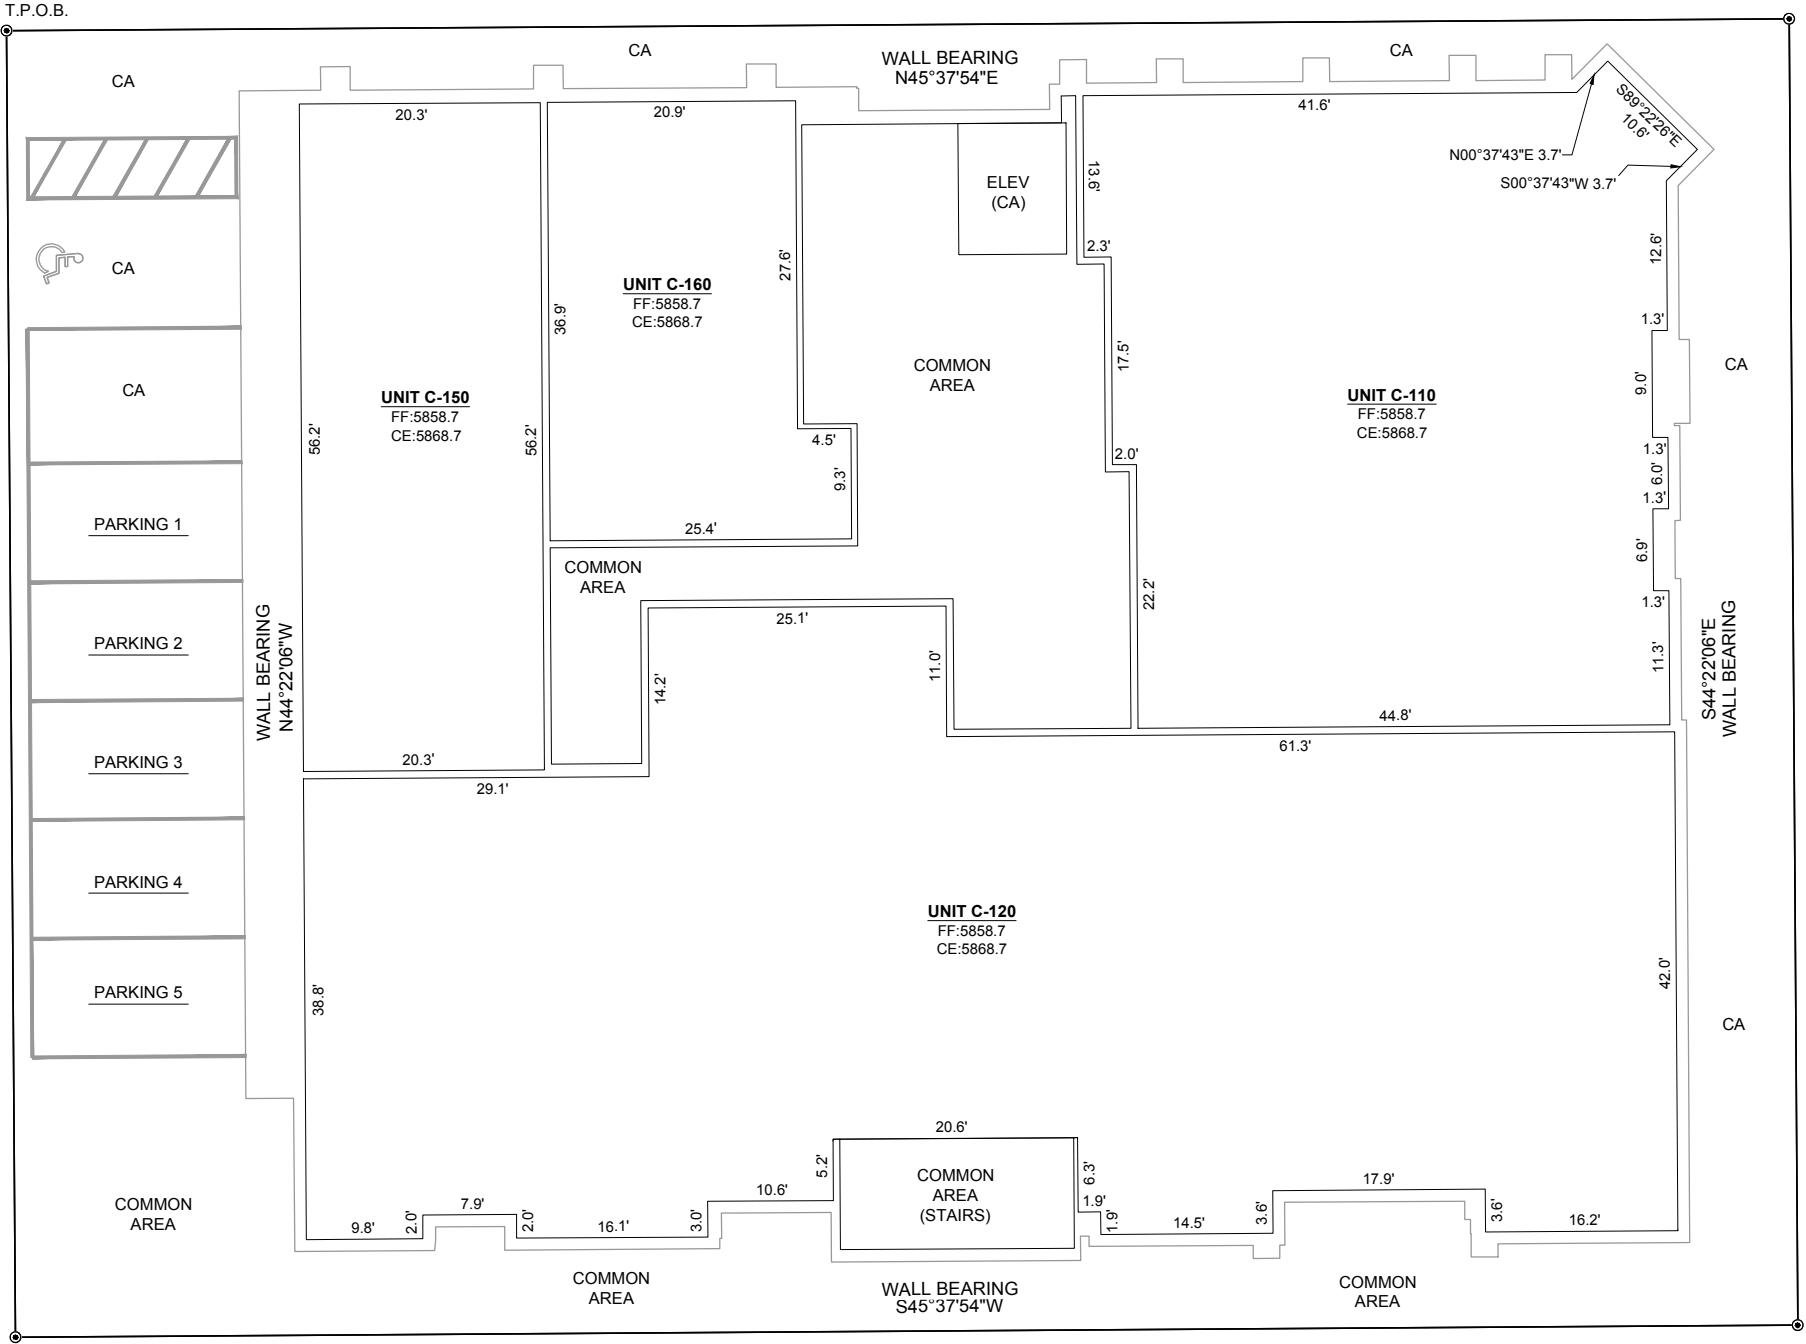 T.P.O.B.
CA
CA
WALL BEARING
N45°37'54"E
CA
20.3'
20.9'
41.6'
S89°22'26"E
10.6'
N00°37'43"E 3.7'
S00°37'43"W 3.7'
13.6'
ELEV
(CA)
2.3'
12.6'
CA
27.6'
UNIT C-160
FF:5858.7
CE:5868.7
36.9'
1.3'
17.5'
COMMON
AREA
CA
9.0'
CA
UNIT C-150
FF:5858.7
CE:5868.7
UNIT C-110
FF:5858.7
CE:5868.7
56.2'
56.2'
4.5'
9.3'
2.0'
1.3'
6.0'
1.3'
PARKING 1
25.4'
6.9'
COMMON
AREA
22.2'
1.3'
25.1'
PARKING 2
WALL BEARING
N44°22'06"W
14.2'
11.0'
11.3'
S44°22'06"E
WALL BEARING
44.8'
61.3'
PARKING 3
20.3'
29.1'
PARKING 4
UNIT C-120
FF:5858.7
CE:5868.7
PARKING 5
38.8'
42.0'
CA
20.6'
5.2'
COMMON
AREA
(STAIRS)
6.3'
1.9'
1.9'
17.9'
COMMON
AREA
9.8'
2.0'
7.9'
2.0'
16.1'
3.0'
10.6'
14.5'
3.6'
3.6'
16.2'
COMMON
AREA
WALL BEARING
S45°37'54"W
COMMON
AREA